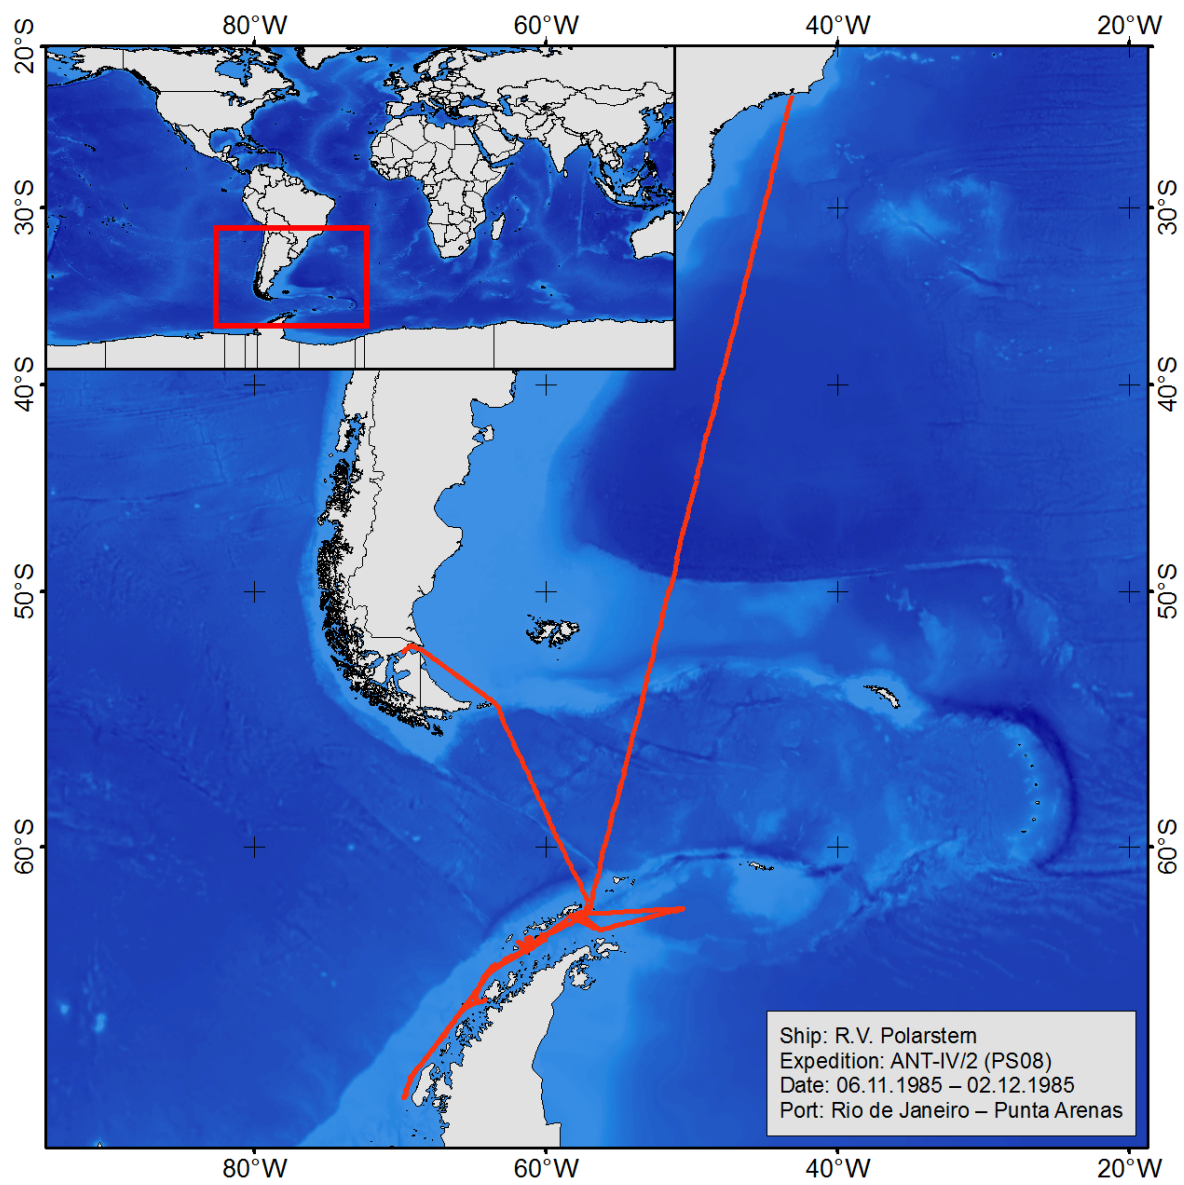 80°W 60°W 40°W 20°W
20°S
30°S 30°S
40°S 40°S
50°S 50°S
60°S 60°S
Ship: R.V. Polarstern
Expedition: ANT-IV/2 (PS08)
Date: 06.11.1985 – 02.12.1985
Port: Rio de Janeiro – Punta Arenas
80°W 60°W 40°W 20°W